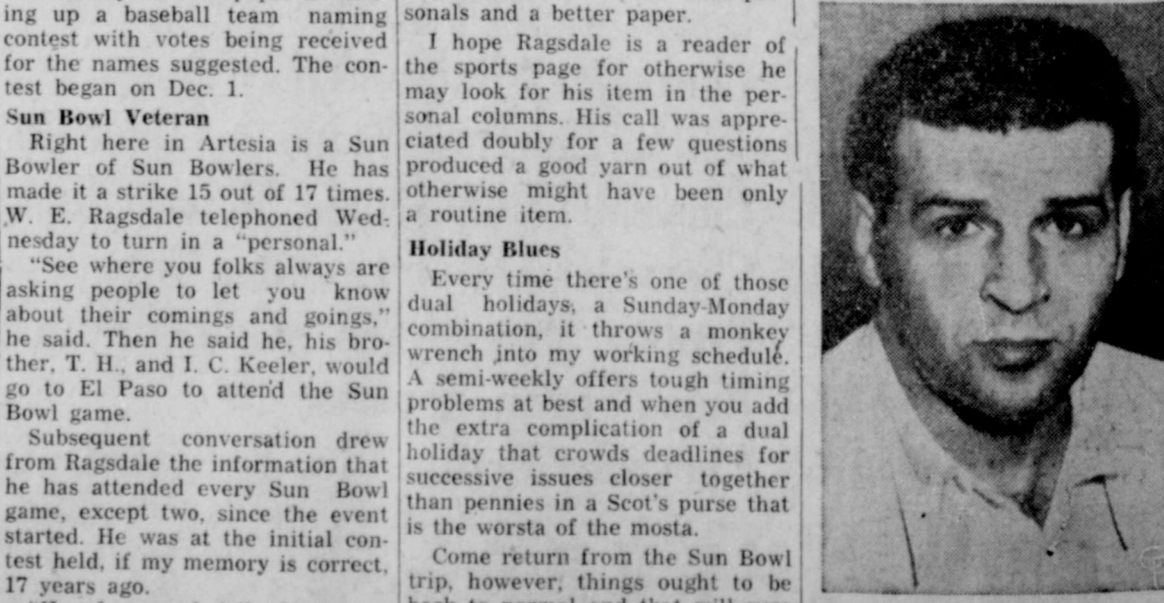 ing up a baseball team naming
contest with votes being received
for the names suggested. The con-
test began on Dec. 1.
Sun Bowl Veteran
Right here in Artesia is a Sun
Bowler of Sun Bowlers. He has
made it a strike 15 out of 17 times.
W. E. Ragsdale telephoned Wed-
nesday to turn in a "personal."
"See where you folks always are
asking people to let you know
about their comings and goings,"
he said. Then he said he, his bro-
ther, T. H., and I. C. Keeler, would
go to El Paso to attend the Sun
Bowl game.
Subsequent conversation drew
from Ragsdale the information that
he has attended every Sun Bowl
game, except two, since the event
started. He was at the initial con-
test held, if my memory is correct,
17 years ago.
sonals and a better paper.
I hope Ragsdale is a reader of
the sports page for otherwise he
may look for his item in the per-
sonal columns. His call was appre-
ciated doubly for a few questions
produced a good yarn out of what
otherwise might have been only
a routine item.
Holiday Blues
Every time there's one of those
dual holidays, a Sunday-Monday
combination, it throws a monkey
wrench into my working schedule.
A semi-weekly offers tough timing
problems at best and when you add
the extra complication of a dual
holiday that crowds deadlines for
successive issues closer together
than pennies in a Scot's purse that
is the worsta of the mosta.
Come return from the Sun Bowl
trip, however, things ought to be